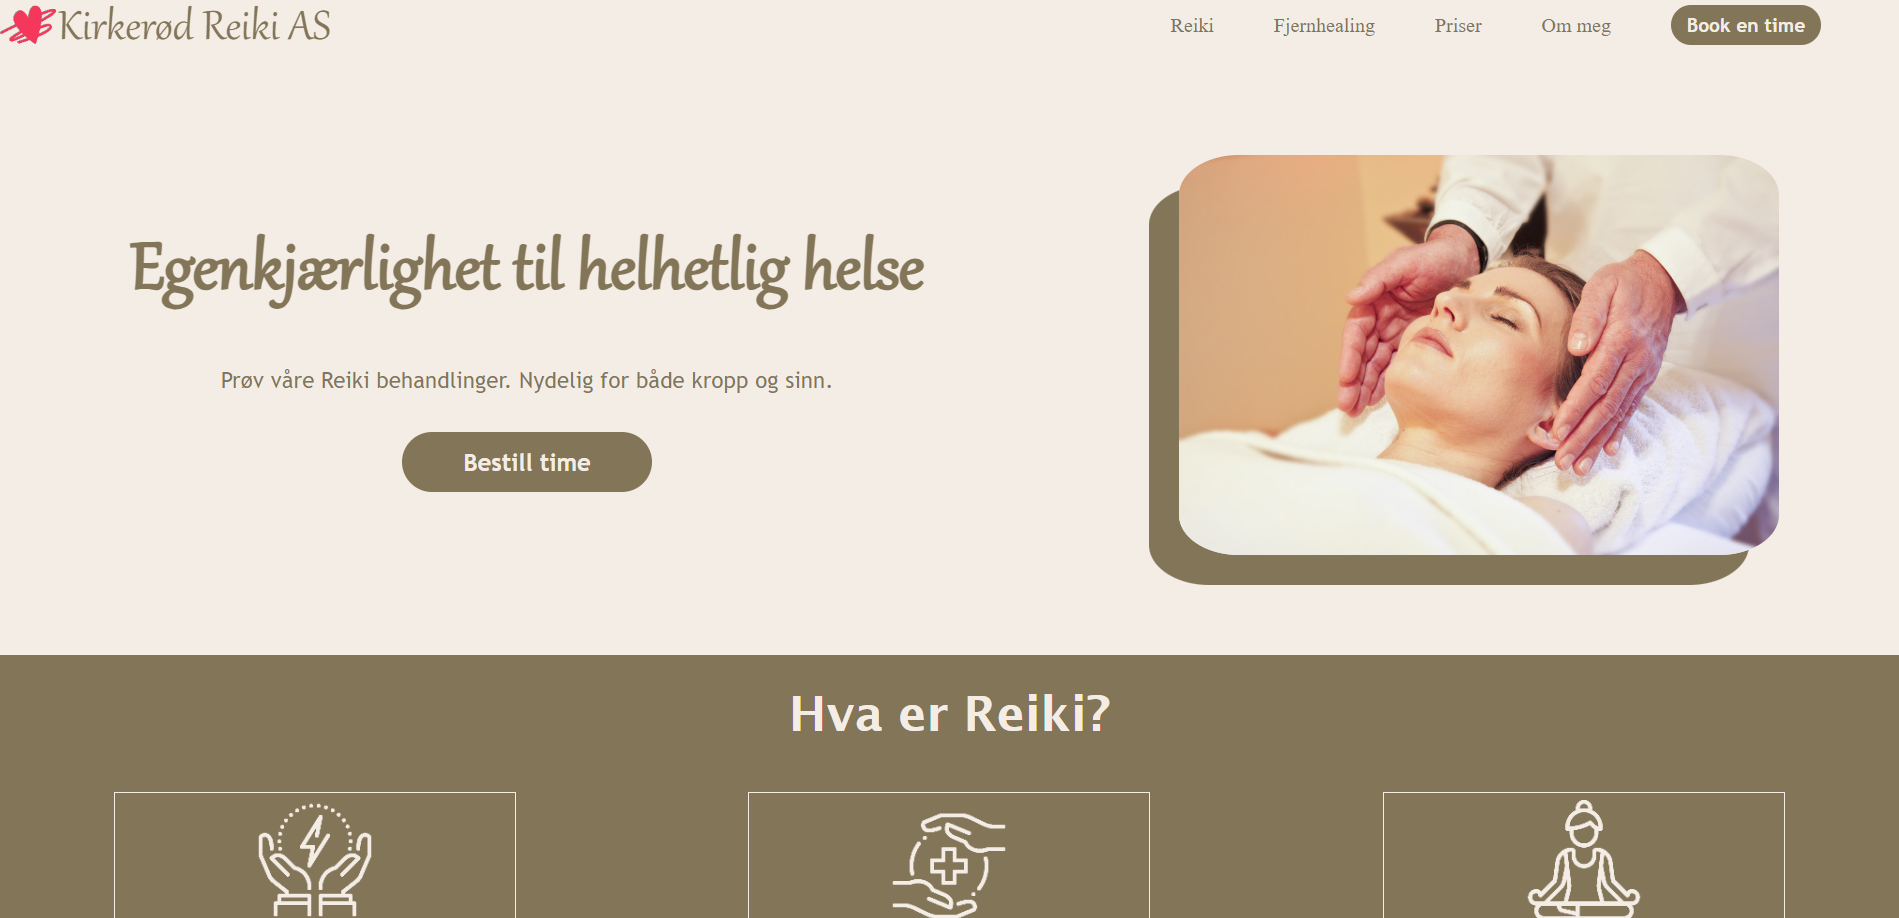 Kirkerød Reiki AS
Reiki
Fjernhealing
Priser
Om meg
Book en time
Egenkjærlighet til helhetlig helse
Prøv våre Reiki behandlinger. Nydelig for både kropp og sinn.
Bestill time
Hva er Reiki?